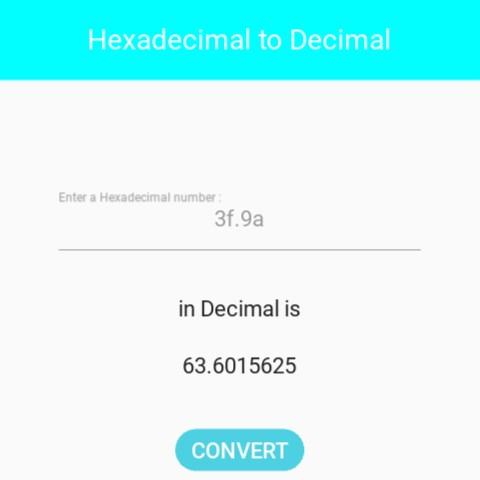 Hexadecimal to Decimal
Enter a Hexadecimal number :
3f.9a
in Decimal is
63.6015625
CONVERT